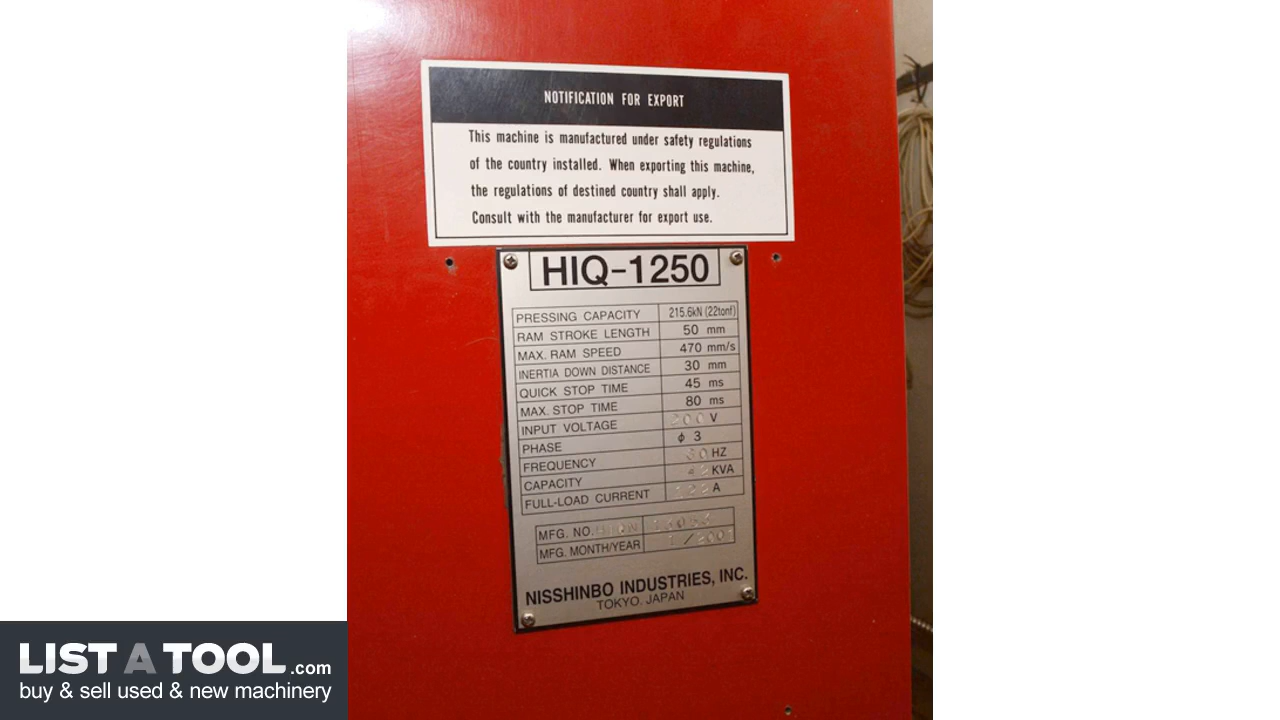 NOTIFICATION FOR EXPORT
This machine is manufactured under safety regulations
of the country installed. When exporting this machine,
the regulations of destined country shall apply.
Consult with the manufacturer for export use.
HIQ-1250
PRESSING CAPACITY 215.6kN (22tonf)
RAM STROKE LENGTH 50 mm
MAX. RAM SPEED 470 mm/s
INERTIA DOWN DISTANCE 30 mm
QUICK STOP TIME 45 ms
MAX. STOP TIME 80 ms
INPUT VOLTAGE 200 V
PHASE φ 3
FREQUENCY 60 HZ
CAPACITY KVA
FULL-LOAD CURRENT A
MFG. NO.
MFG. MONTH/YEAR
NISSHINBO INDUSTRIES, INC.
TOKYO. JAPAN
LIST A TOOL.com
buy & sell used & new machinery